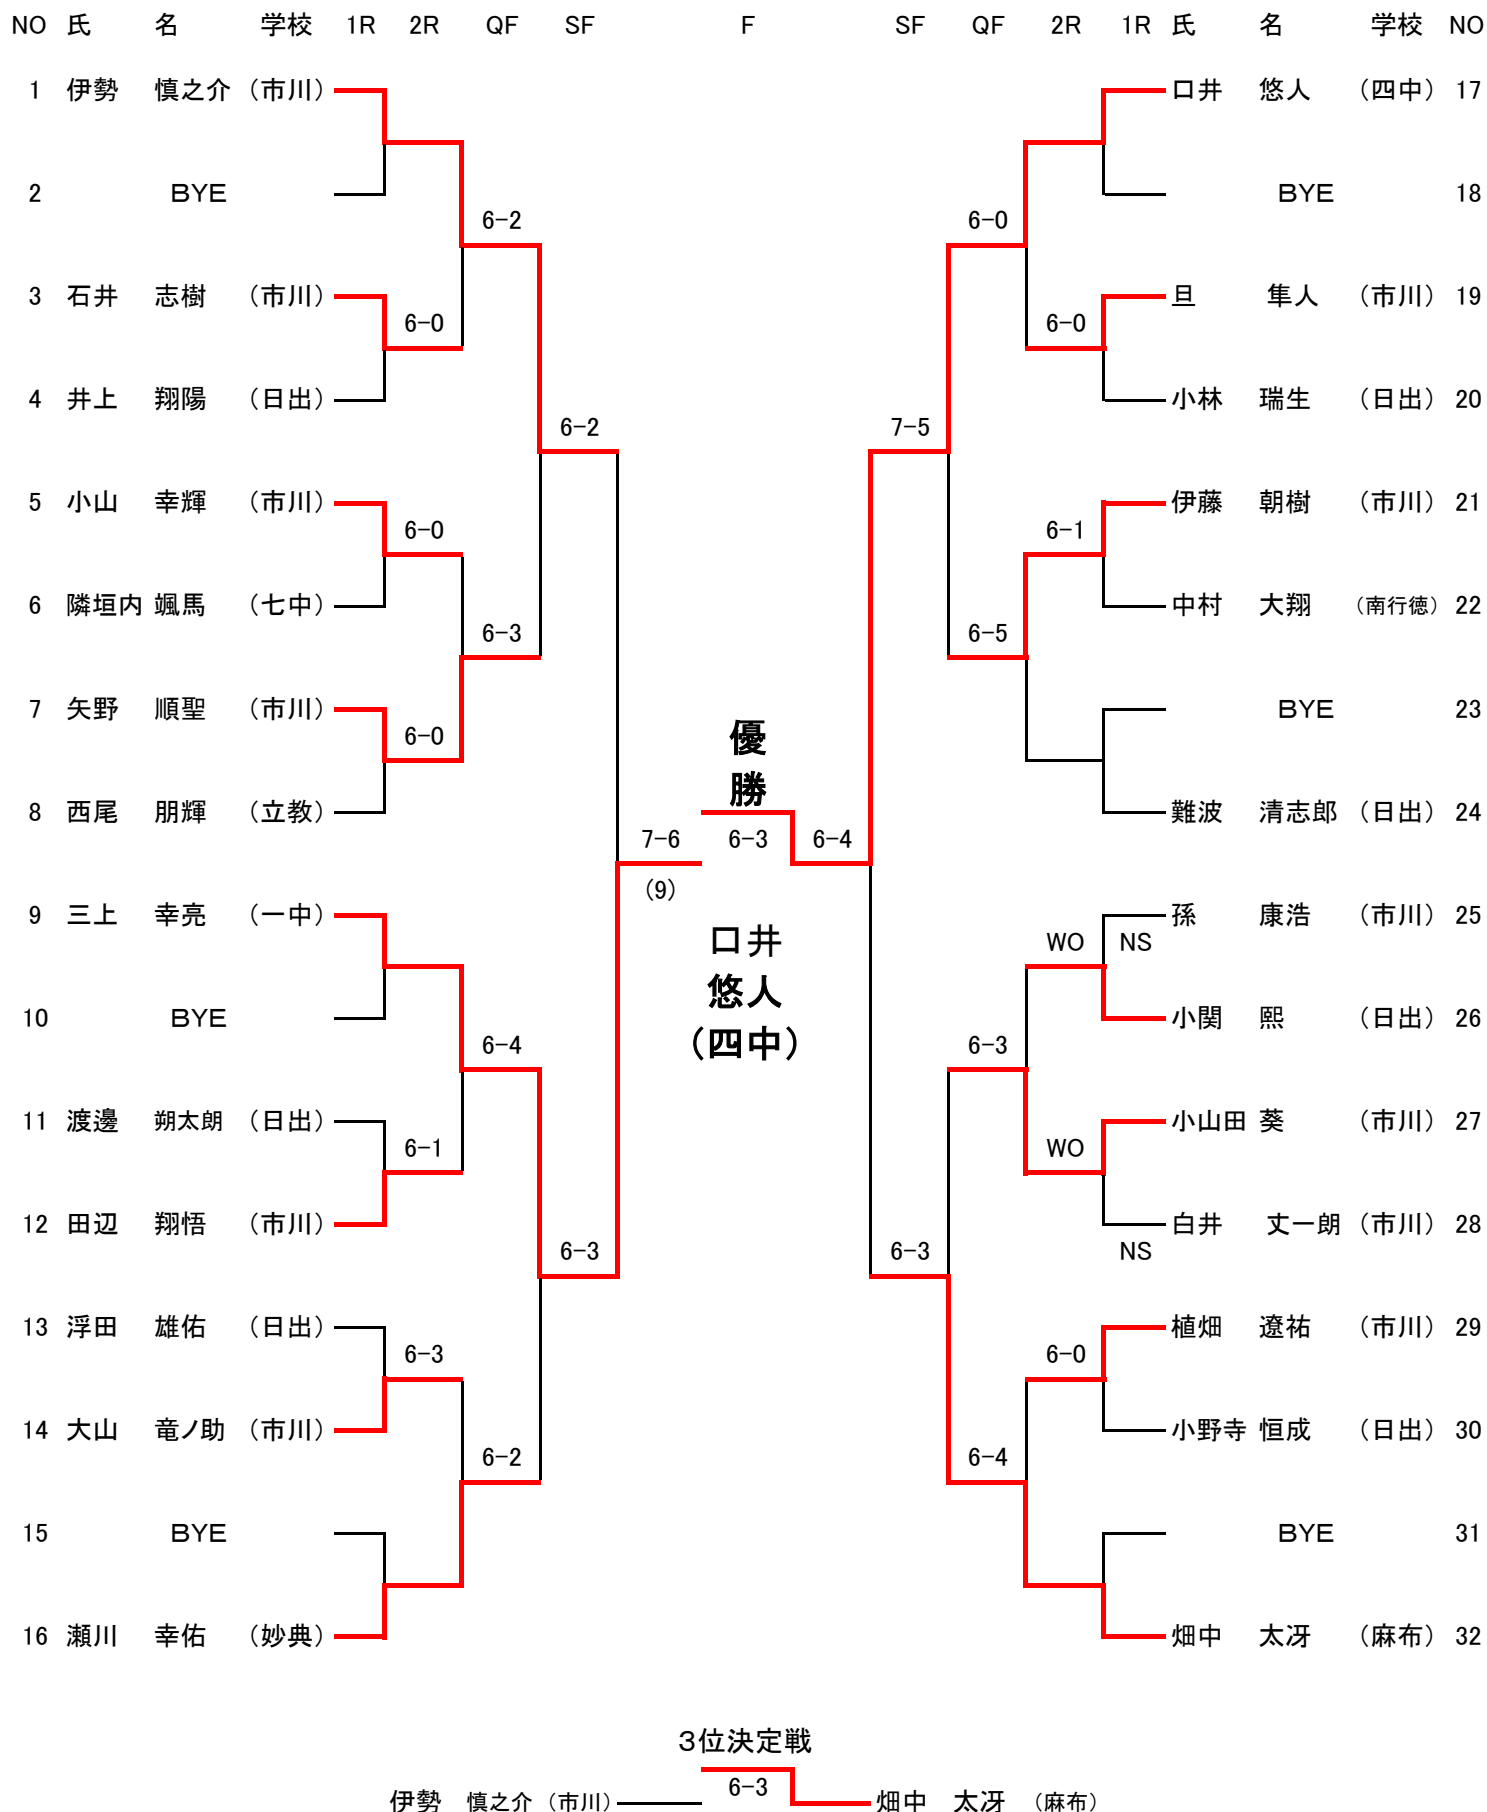 NO 氏 名 学校 1R 2R QF SF F SF QF 2R 1R 氏 名 学校 NO
1 伊勢 慎之介 （市川） 口井 悠人 （四中） 17
2 BYE BYE 18
6-2 6-0
3 石井 志樹 （市川） 旦 隼人 （市川） 19
6-0 6-0
4 井上 翔陽 （日出） 小林 瑞生 （日出） 20
6-2 7-5
5 小山 幸輝 （市川） 伊藤 朝樹 （市川） 21
6-0 6-1
6 隣垣内 颯馬 （七中） 中村 大翔 （南行徳） 22
6-3 6-5
7 矢野 順聖 （市川） BYE 23
6-0 優
勝
8 西尾 朋輝 （立教） 難波 清志郎 （日出） 24
7-6 6-3 6-4
(9)
9 三上 幸亮 （一中） 孫 康浩 （市川） 25
口井 WO NS
悠人
10 BYE 小関 熙 （日出） 26
6-4 （四中） 6-3
11 渡邊 朔太朗 （日出） 小山田 葵 （市川） 27
6-1 WO
12 田辺 翔悟 （市川） 白井 丈一朗 （市川） 28
6-3 6-3 NS
13 浮田 雄佑 （日出） 植畑 遼祐 （市川） 29
6-3 6-0
14 大山 竜ノ助 （市川） 小野寺 恒成 （日出） 30
6-2 6-4
15 BYE BYE 31
16 瀬川 幸佑 （妙典） 畑中 太冴 （麻布） 32
3位決定戦
6-3
伊勢 慎之介 （市川） 畑中 太冴 （麻布）